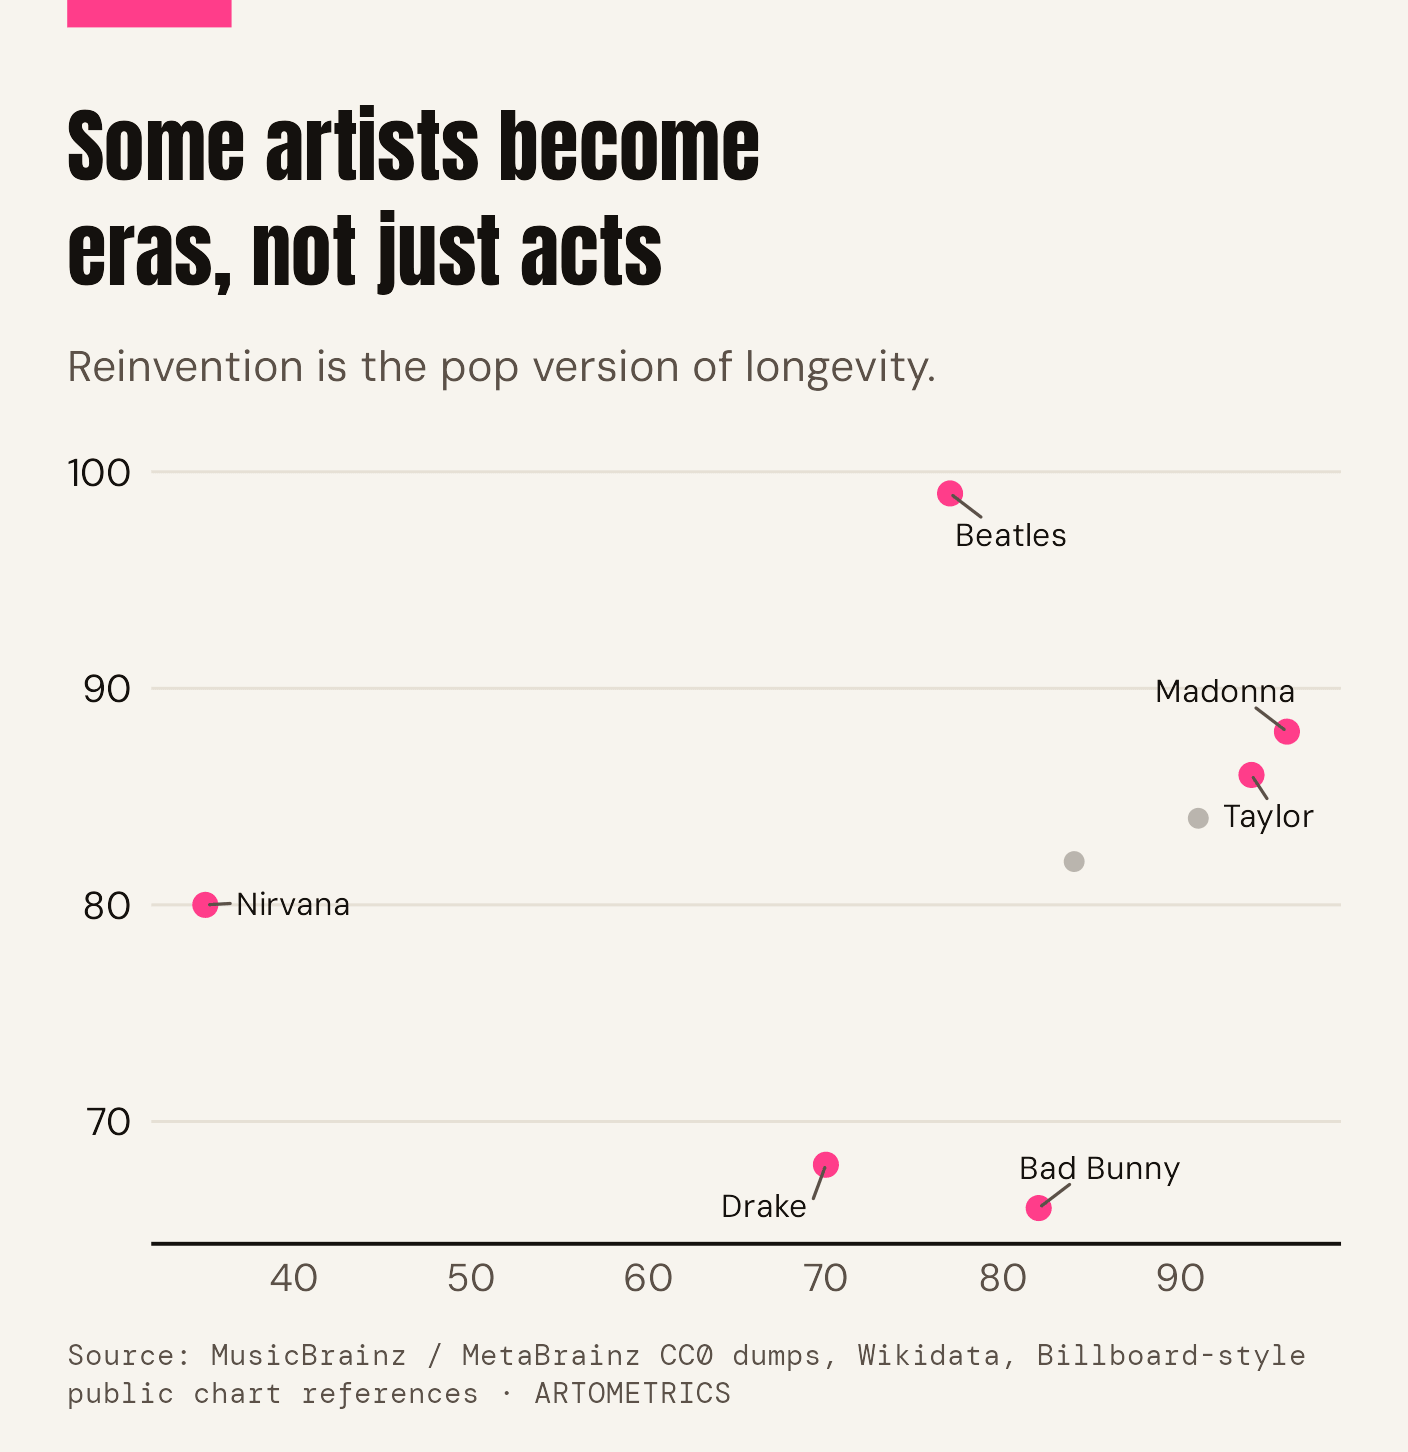 Some artists become
eras, not just acts
Reinvention is the pop version of longevity.
100
Beatles
90
Madonna
Taylor
80
Nirvana
70
Bad Bunny
Drake
40 50 60 70 80 90
Source: MusicBrainz / MetaBrainz CC0 dumps, Wikidata, Billboard-style
public chart references · ARTOMETRICS